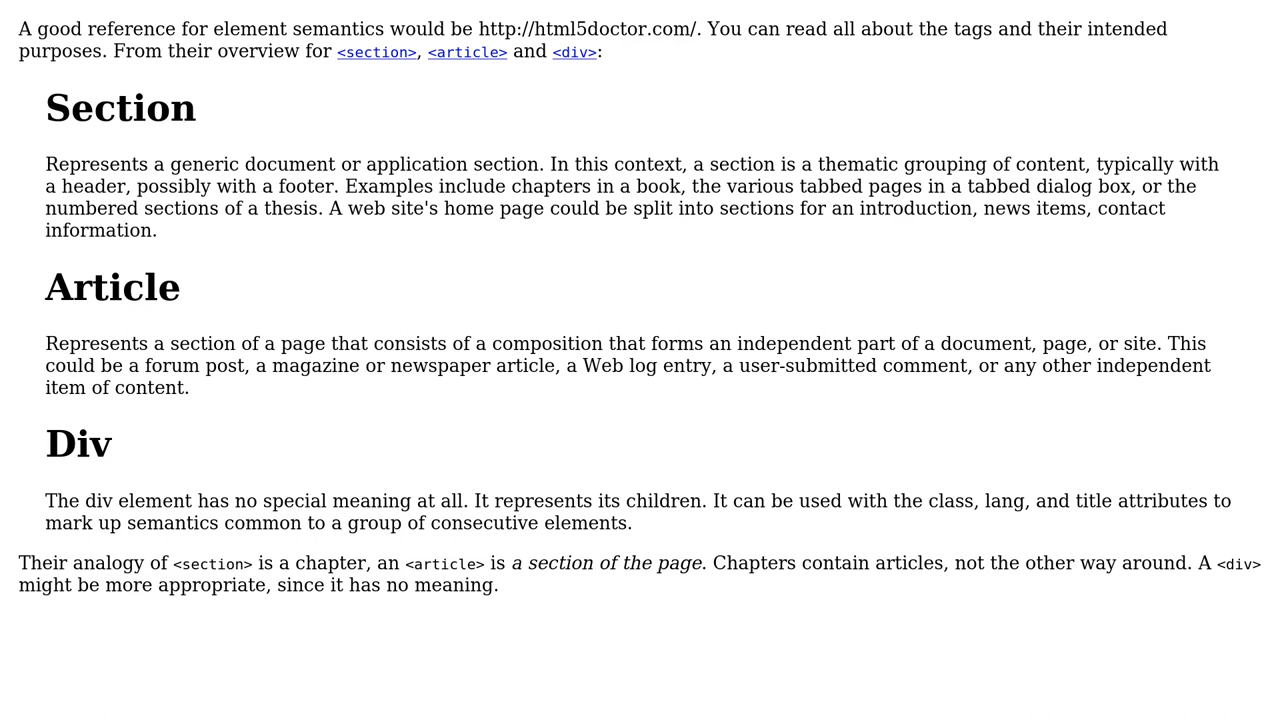 A good reference for element semantics would be http://html5doctor.com/. You can read all about the tags and their intended
purposes. From their overview for <section>, <article> and <div>:
Section
Represents a generic document or application section. In this context, a section is a thematic grouping of content, typically with
a header, possibly with a footer. Examples include chapters in a book, the various tabbed pages in a tabbed dialog box, or the
numbered sections of a thesis. A web site's home page could be split into sections for an introduction, news items, contact
information.
Article
Represents a section of a page that consists of a composition that forms an independent part of a document, page, or site. This
could be a forum post, a magazine or newspaper article, a Web log entry, a user-submitted comment, or any other independent
item of content.
Div
The div element has no special meaning at all. It represents its children. It can be used with the class, lang, and title attributes to
mark up semantics common to a group of consecutive elements.
Their analogy of <section> is a chapter, an <article> is a section of the page. Chapters contain articles, not the other way around. A <div>
might be more appropriate, since it has no meaning.